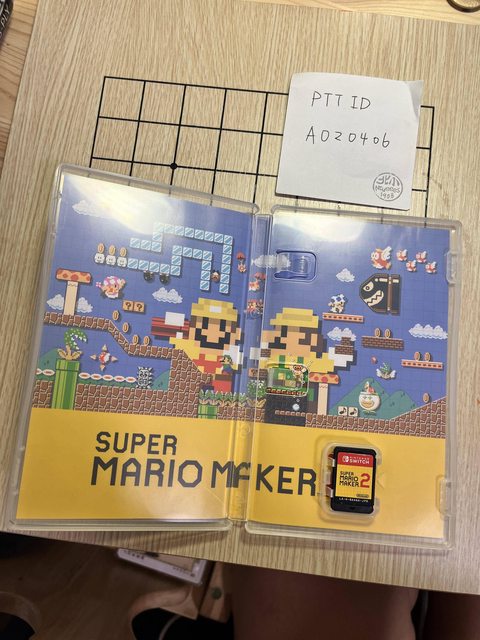 PTT ID
A020406
SUPER
MARIO MAKER
NINTENDO
SWITCH
SUPER
MARIO
MAKER 2